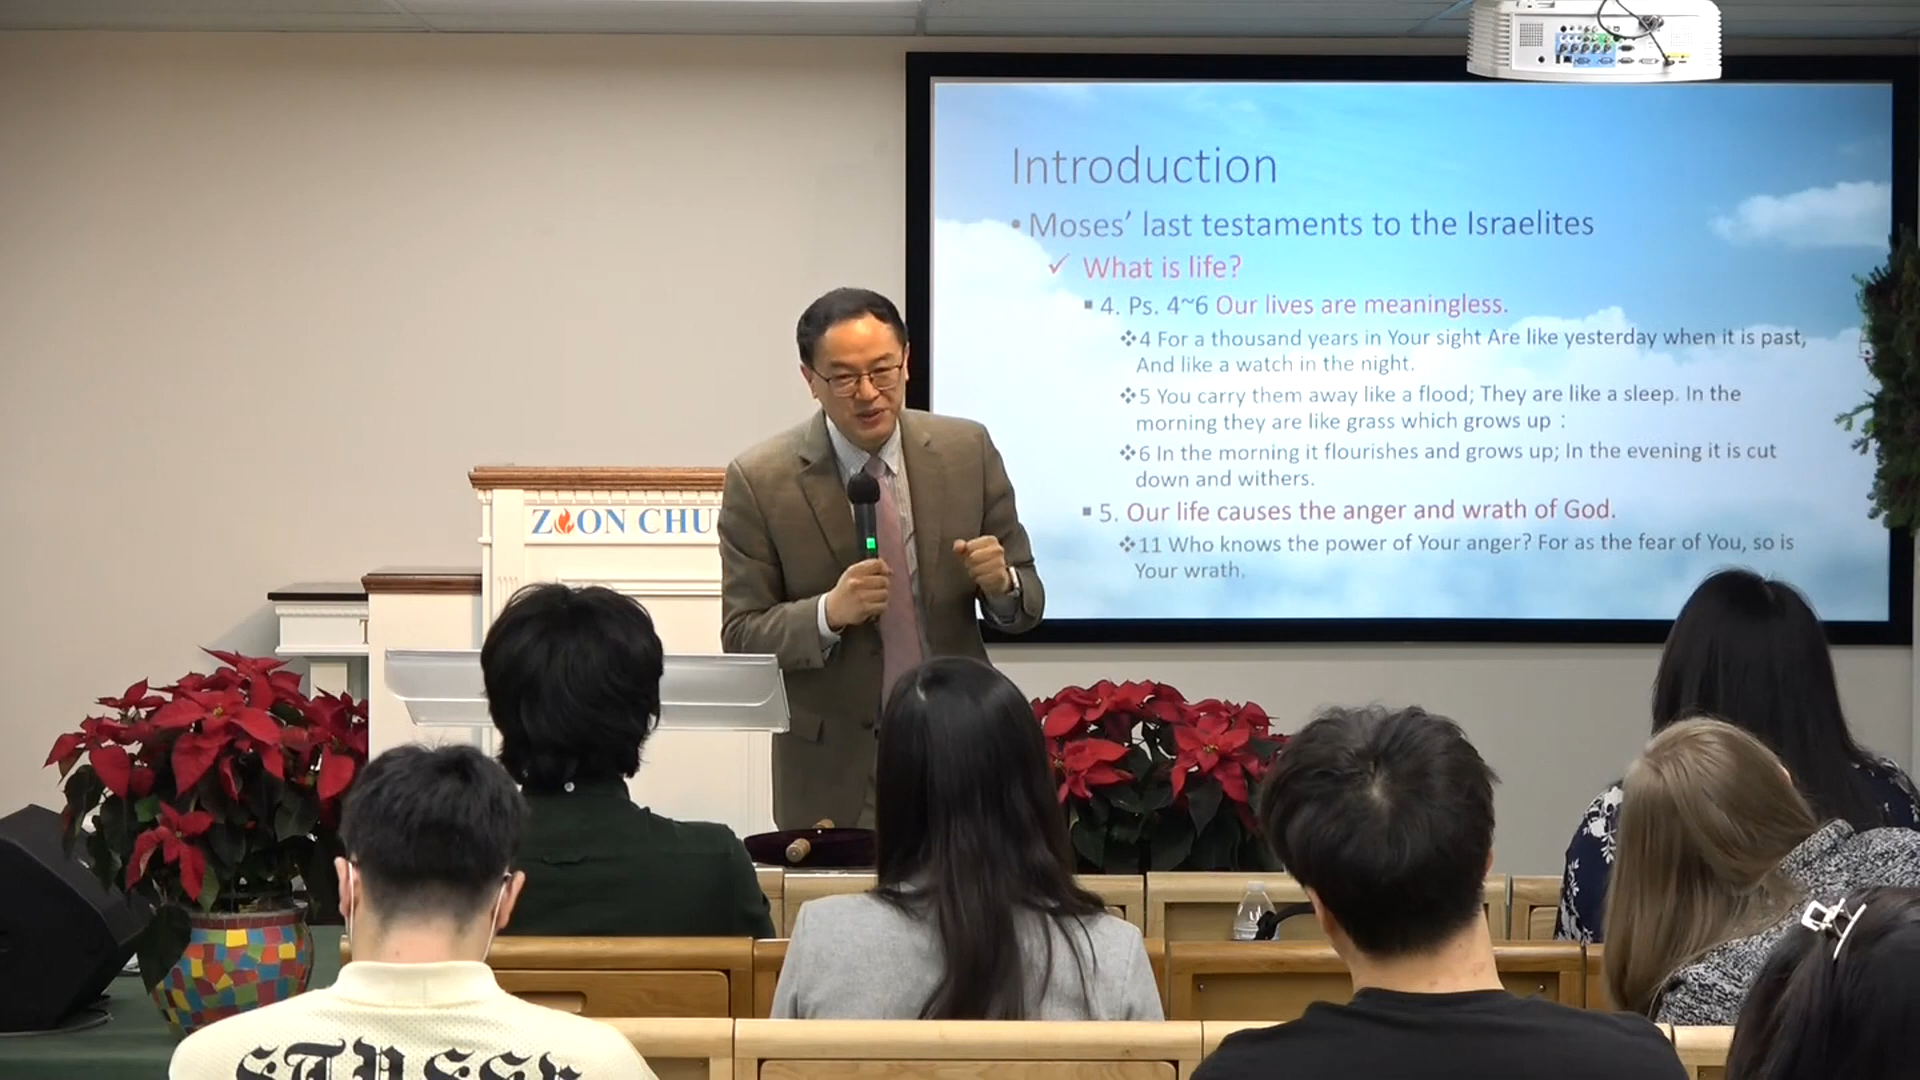 Introduction
• Moses’ last testaments to the Israelites
✓ What is life?
▪ 4. Ps. 4~6 Our lives are meaningless.
❖4 For a thousand years in Your sight Are like yesterday when it is past,
And like a watch in the night.
❖5 You carry them away like a flood; They are like a sleep. In the
morning they are like grass which grows up :
❖6 In the morning it flourishes and grows up; In the evening it is cut
down and withers.
▪ 5. Our life causes the anger and wrath of God.
❖11 Who knows the power of Your anger? For as the fear of You, so is
Your wrath.
ZION CHU